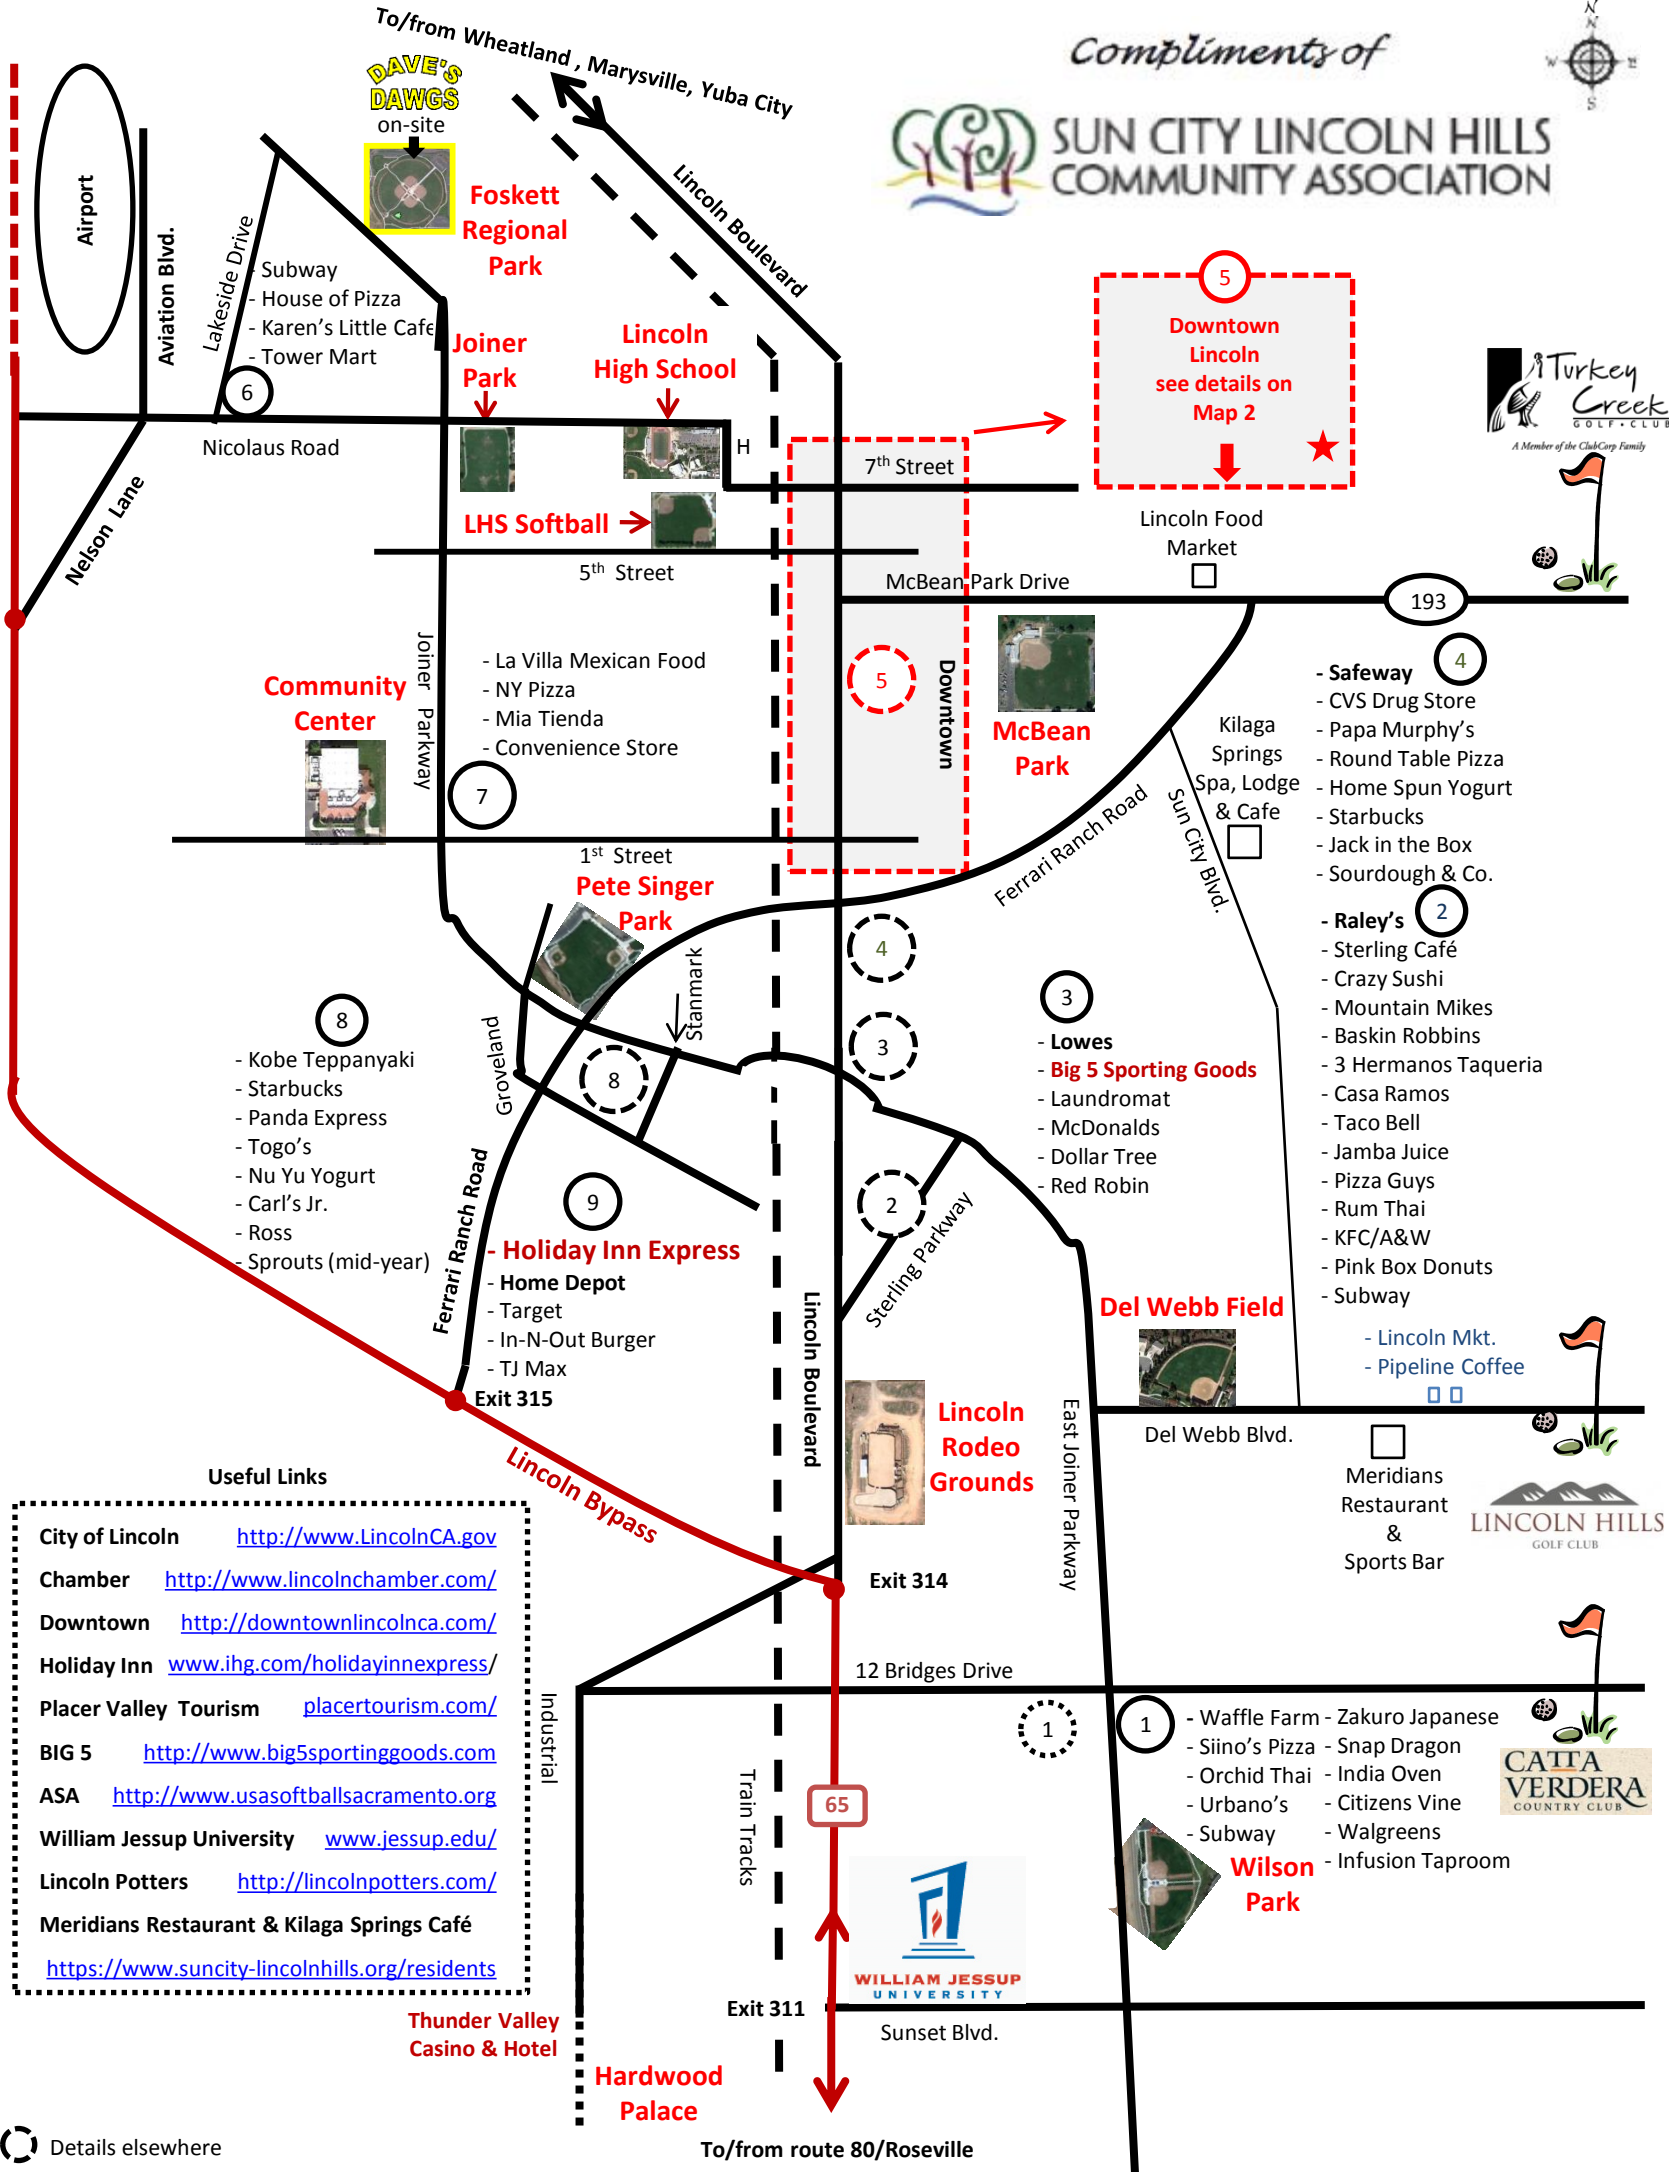 To/from Wheatland , Marysville, Yuba City
Compliments of
SUN CITY LINCOLN HILLS
COMMUNITY ASSOCIATION
N
N
W
E
S
DAVE'S
DAWGS
on-site
Foskett
Regional
Park
Airport
Aviation Blvd.
Lakeside Drive
- Subway
- House of Pizza
- Karen's Little Cafe
- Tower Mart
6
Nicolaus Road
Nelson Lane
Joiner
Park
Lincoln
High School
Lincoln Boulevard
H
LHS Softball
5th Street
7th Street
5
Downtown
Lincoln
see details on
Map 2
Turkey
Creek
GOLF • CLUB
A Member of the ClubCorp Family
Lincoln Food
Market
McBean Park Drive
193
Joiner Parkway
- La Villa Mexican Food
- NY Pizza
- Mia Tienda
- Convenience Store
7
Community
Center
5
Downtown
McBean
Park
1st Street
Pete Singer
Park
Ferrari Ranch Road
Sun City Blvd.
Kilaga
Springs
Spa, Lodge
& Cafe
4
- Safeway
- CVS Drug Store
- Papa Murphy's
- Round Table Pizza
- Home Spun Yogurt
- Starbucks
- Jack in the Box
- Sourdough & Co.
2
- Raley's
- Sterling Café
- Crazy Sushi
- Mountain Mikes
- Baskin Robbins
- 3 Hermanos Taqueria
- Casa Ramos
- Taco Bell
- Jamba Juice
- Pizza Guys
- Rum Thai
- KFC/A&W
- Pink Box Donuts
- Subway
- Lincoln Mkt.
- Pipeline Coffee
4
3
3
- Lowes
- Big 5 Sporting Goods
- Laundromat
- McDonalds
- Dollar Tree
- Red Robin
Stanmark
Groveland
8
8
- Kobe Teppanyaki
- Starbucks
- Panda Express
- Togo's
- Nu Yu Yogurt
- Carl's Jr.
- Ross
- Sprouts (mid-year)
Ferrari Ranch Road
9
- Holiday Inn Express
- Home Depot
- Target
- In-N-Out Burger
- TJ Max
Exit 315
2
Sterling Parkway
Lincoln Boulevard
Del Webb Field
Del Webb Blvd.
Meridians
Restaurant
&
Sports Bar
LINCOLN HILLS
GOLF CLUB
Lincoln
Rodeo
Grounds
East Joiner Parkway
Lincoln Bypass
Exit 314
Useful Links
City of Lincoln http://www.LincolnCA.gov
Chamber http://www.lincolnchamber.com/
Downtown http://downtownlincolnca.com/
Holiday Inn www.ihg.com/holidayinnexpress/
Placer Valley Tourism placertourism.com/
BIG 5 http://www.big5sportinggoods.com
ASA http://www.usasoftballsacramento.org
William Jessup University www.jessup.edu/
Lincoln Potters http://lincolnpotters.com/
Meridians Restaurant & Kilaga Springs Café
https://www.suncity-lincolnhills.org/residents
12 Bridges Drive
Industrial
Train Tracks
65
1
1
- Waffle Farm
- Siino's Pizza
- Orchid Thai
- Urbano's
- Subway
- Zakuro Japanese
- Snap Dragon
- India Oven
- Citizens Vine
- Walgreens
- Infusion Taproom
CATTA
VERDERA
COUNTRY CLUB
Wilson
Park
WILLIAM JESSUP
UNIVERSITY
Exit 311
Sunset Blvd.
Thunder Valley
Casino & Hotel
Hardwood
Palace
Details elsewhere
To/from route 80/Roseville